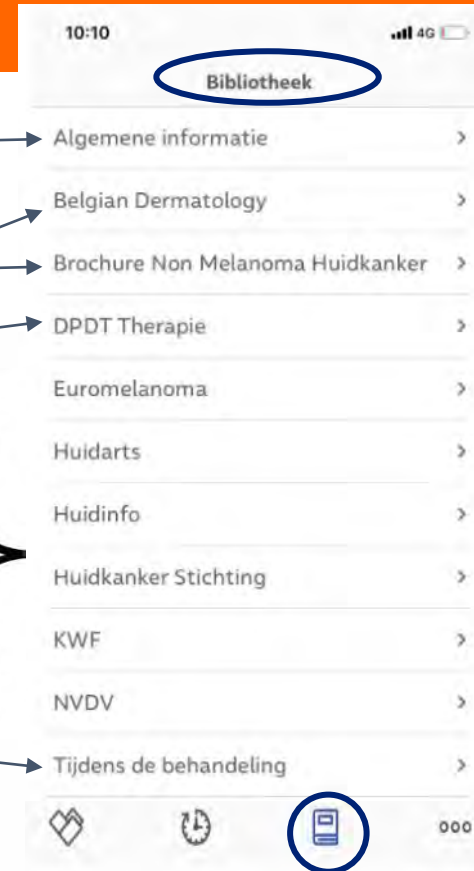 10:10
4G
Bibliotheek
Algemene informatie
Belgian Dermatology
Brochure Non Melanoma Huidkanker
DPDT Therapie
Euromelanoma
Huidarts
Huidinfo
Huidkanker Stichting
KWF
NVDV
Tijdens de behandeling